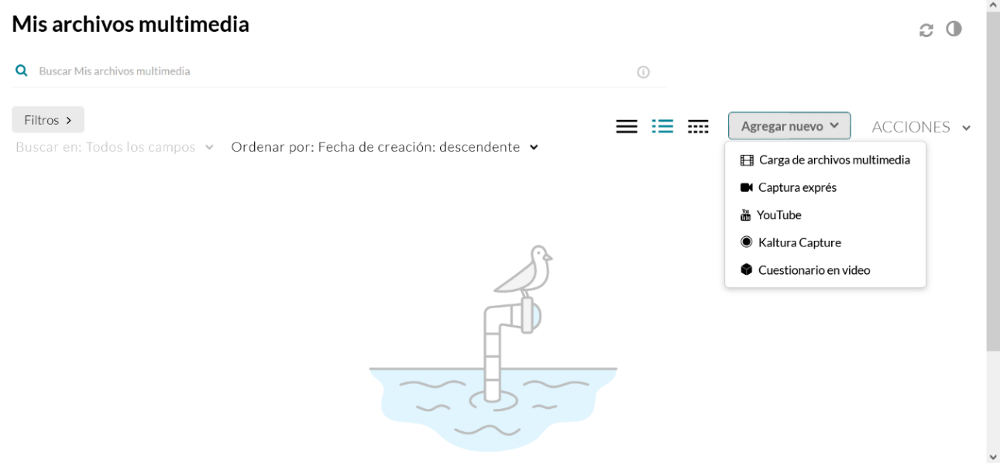 Mis archivos multimedia
Buscar Mis archivos multimedia
Filtros
Agregar nuevo
ACCIONES
Buscar en: Todos los campos
Ordenar por: Fecha de creación: descendente
Carga de archivos multimedia
Captura exprés
YouTube
Kaltura Capture
Cuestionario en video